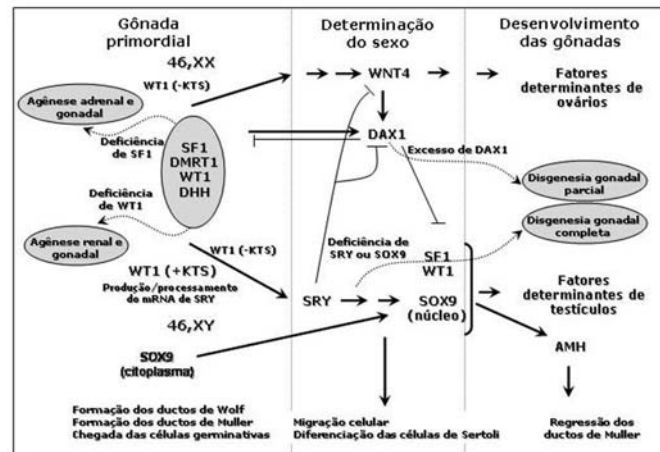 Gônada
primordial
Determinação
do sexo
Desenvolvimento
das gônadas
46,XX
WT1 (-KTS)
WNT4
Fatores
determinantes de
ovários
Agênese adrenal e
gonadal
Deficiência
de SF1
SF1
DMRT1
WT1
DHH
DAX1
Excesso de DAX1
Disgenesia gonadal
parcial
Deficiência
de WT1
Disgenesia gonadal
completa
Agênese renal e
gonadal
WT1 (-KTS)
Deficiência de
SRY ou SOX9
SF1
WT1
WT1 (+KTS)
Produção/processamento
do mRNA de SRY
SRY
SOX9
(núcleo)
Fatores
determinantes de
testículos
46,XY
SOX9
(citoplasma)
AMH
Formação dos ductos de Wolf
Formação dos ductos de Muller
Chegada das células germinativas
Migração celular
Diferenciação das células de Sertoli
Regressão dos
ductos de Muller